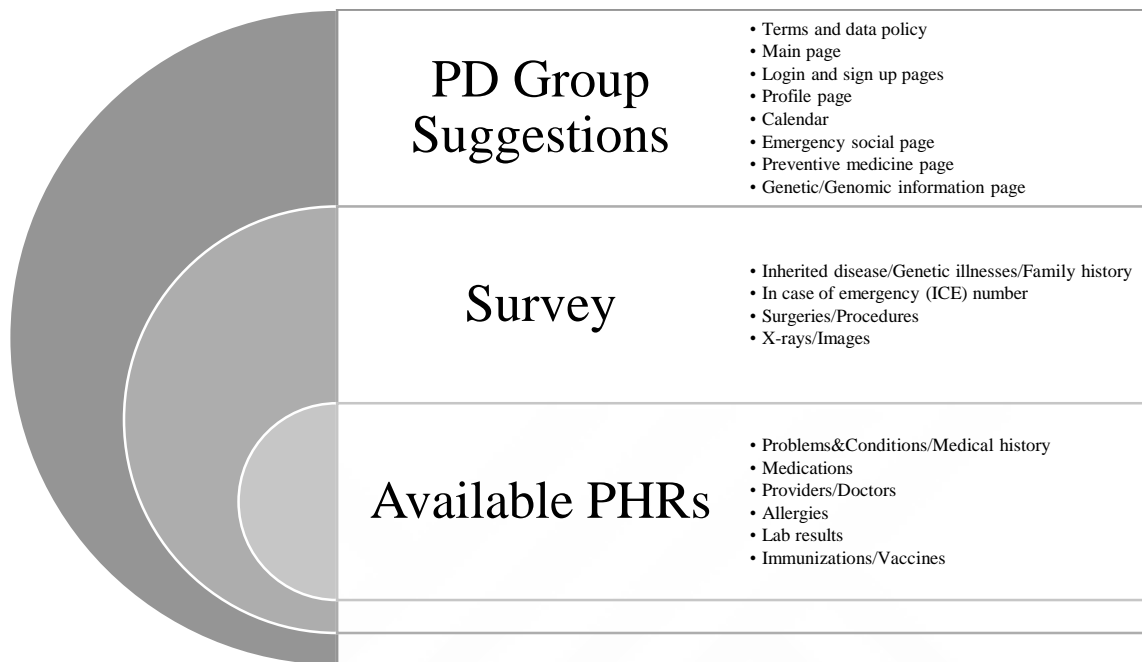 PD Group
Suggestions
• Terms and data policy
• Main page
• Login and sign up pages
• Profile page
• Calendar
• Emergency social page
• Preventive medicine page
• Genetic/Genomic information page
Survey
• Inherited disease/Genetic illnesses/Family history
• In case of emergency (ICE) number
• Surgeries/Procedures
• X-rays/Images
Available PHRs
• Problems&Conditions/Medical history
• Medications
• Providers/Doctors
• Allergies
• Lab results
• Immunizations/Vaccines